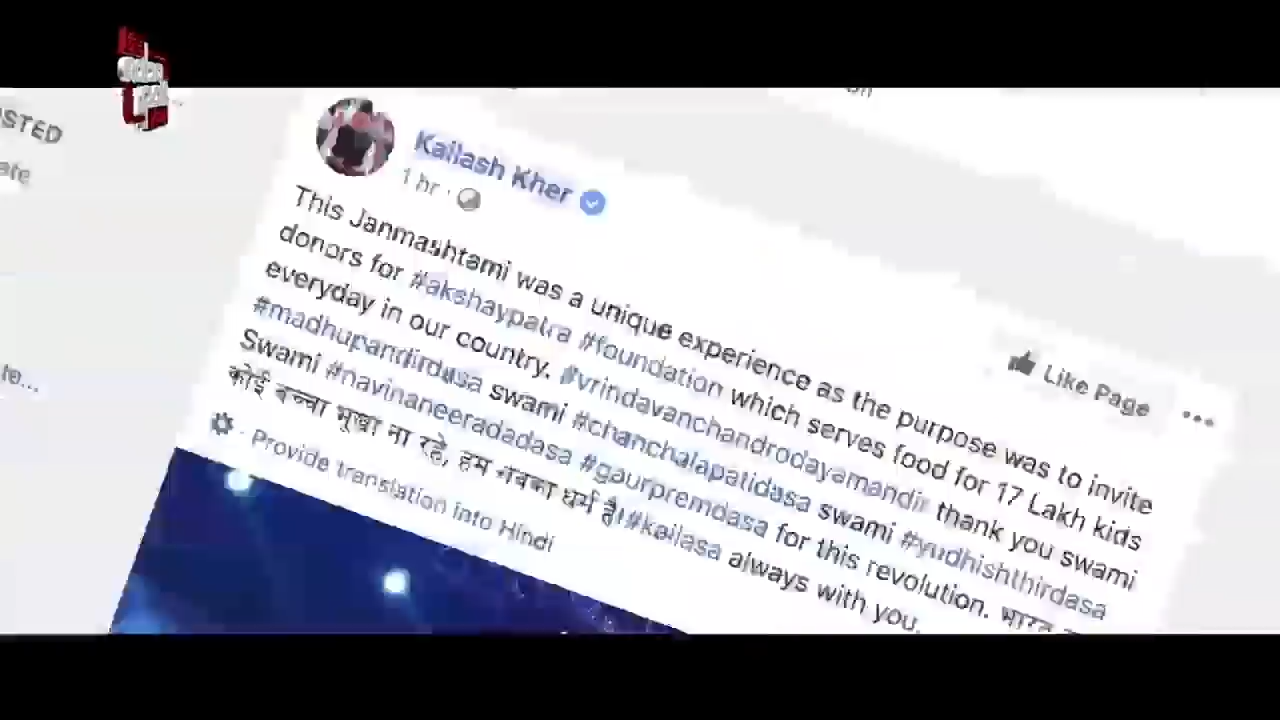 Kailash Kher
1 hr
Like Page
This Janmashtami was a unique experience as the purpose was to invite
donors for #akshaypatra #foundation which serves food for 17 Lakh kids
everyday in our country. #vrindavanchandrodayamandir thank you swami
#madhupandirdasa swami #chanchalapatidasa swami #yudhishthirdasa
Swami #navinaneeradadasa #gaurpremdasa for this revolution. भारत
कोई बच्चा भूखा ना रहे, हम सबका धर्म है!#kailasa always with you.
Provide translation into Hindi